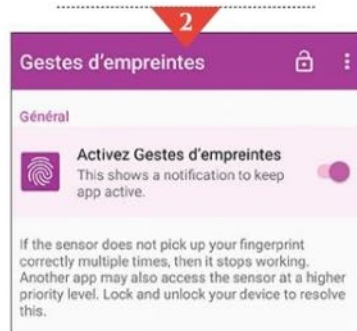 2
Gestes d'empreintes
Général
Activez Gestes d'empreintes
This shows a notification to keep
app active.
If the sensor does not pick up your fingerprint
correctly multiple times, then it stops working.
Another app may also access the sensor at a higher
priority level. Lock and unlock your device to resolve
this.